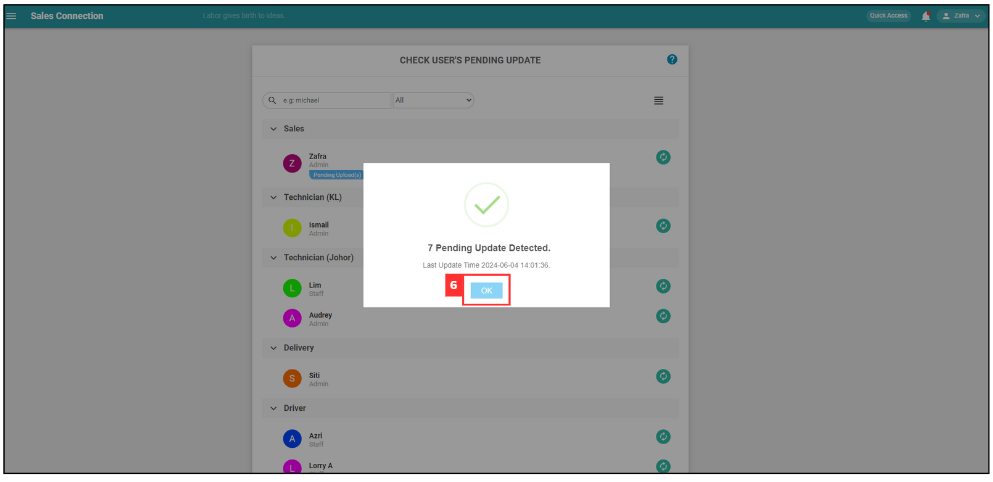 Sales Connection
Labor gives birth to ideas.
Quick Access
Zafra
CHECK USER'S PENDING UPDATE
?
e.g: michael
All
Sales
Z
Zafra
Admin
Pending Upload(s)
Technician (KL)
I
Ismail
Admin
7 Pending Update Detected.
Last Update Time 2024-06-04 14:01:36.
6
OK
Technician (Johor)
L
Lim
Staff
A
Audrey
Admin
Delivery
S
Siti
Admin
Driver
A
Azri
Staff
L
Lorry A